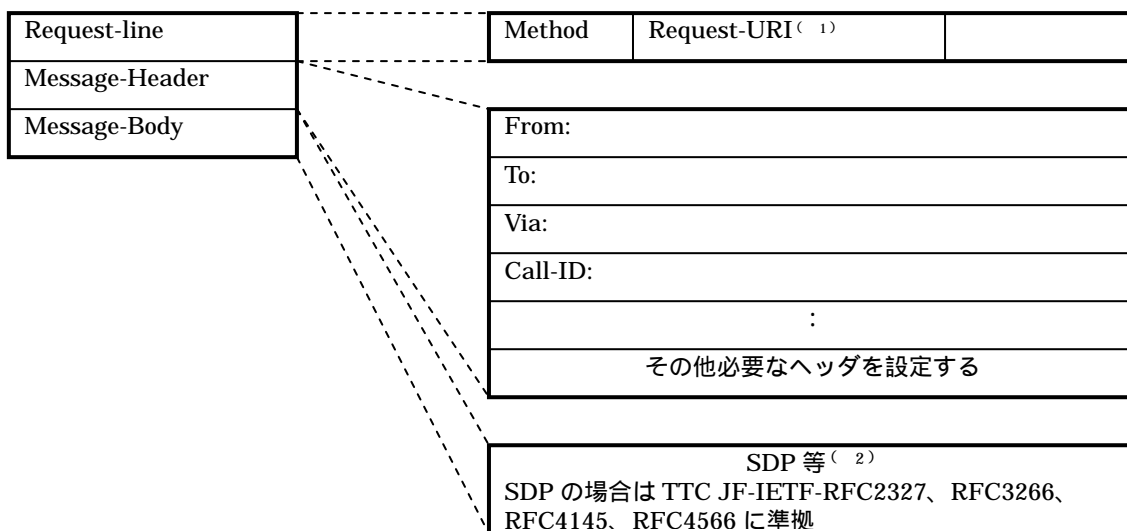 Request-line
Message-Header
Message-Body
Method Request-URI( 1)
From:
To:
Via:
Call-ID:
:
その他必要なヘッダを設定する
SDP 等( 2)
SDP の場合は TTC JF-IETF-RFC2327、RFC3266、
RFC4145、RFC4566 に準拠